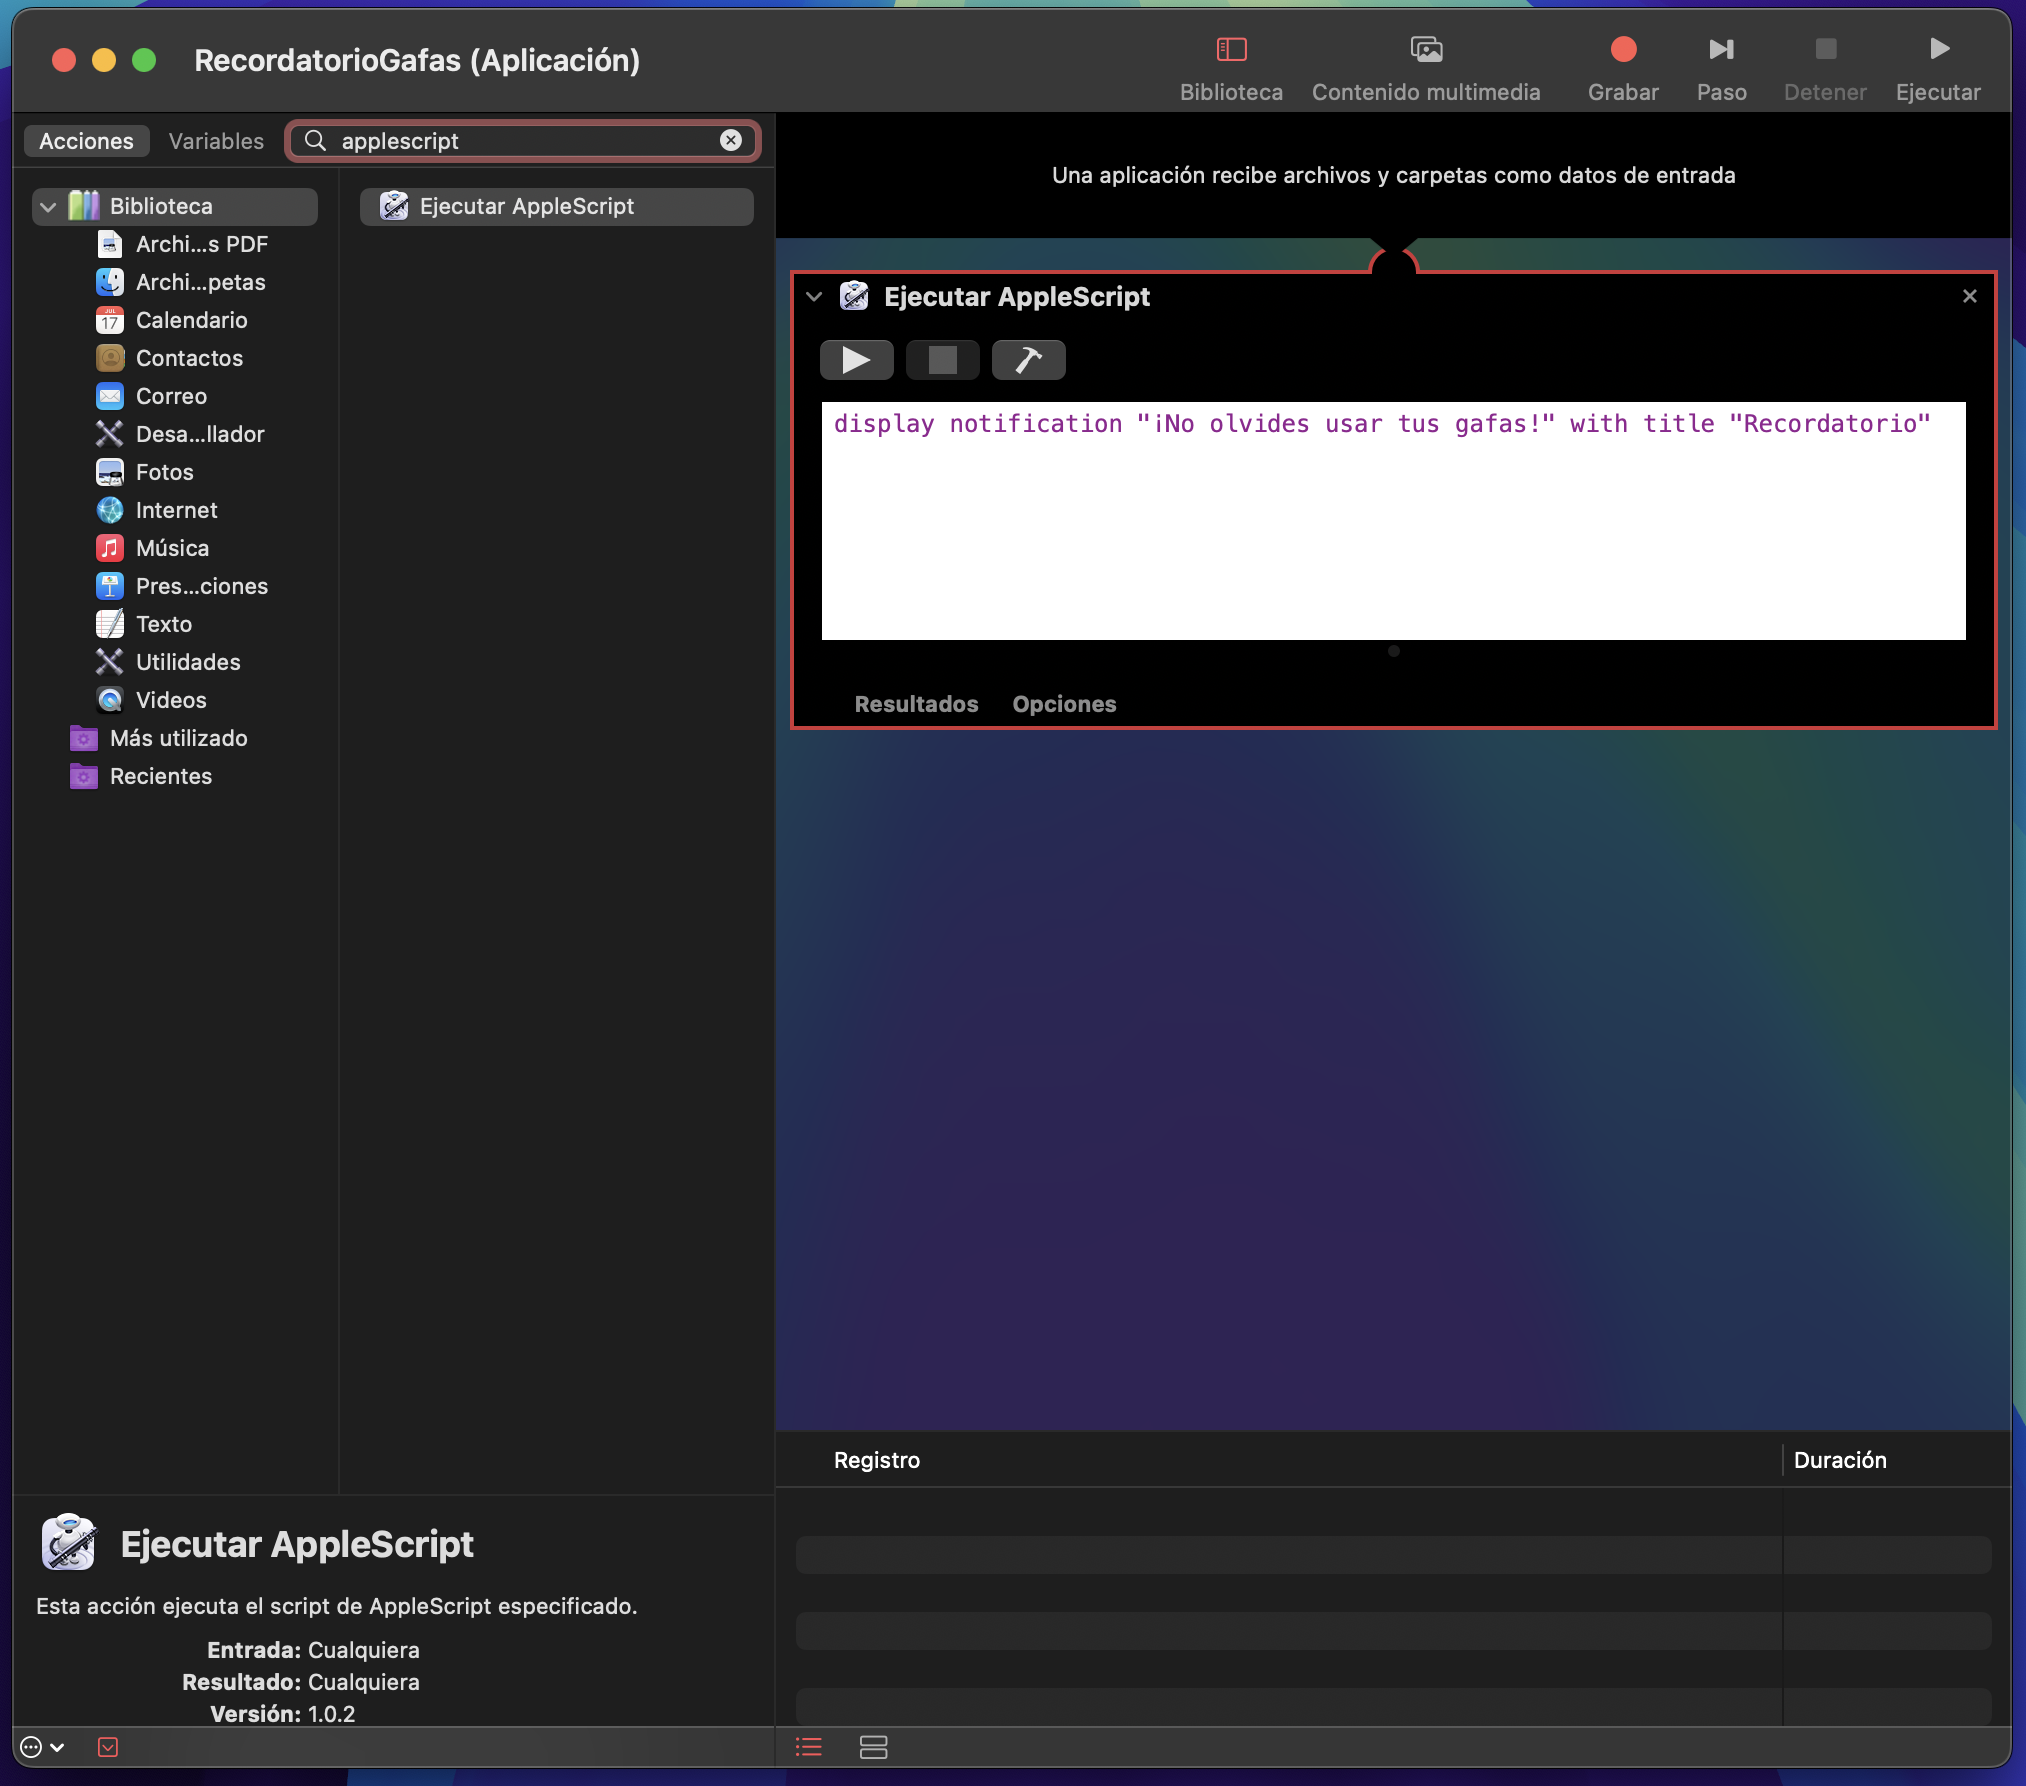 RecordatorioGafas (Aplicación)
Biblioteca
Contenido multimedia
Grabar
Paso
Detener
Ejecutar
Acciones
Variables
applescript
Biblioteca
Archi...s PDF
Archi...petas
Calendario
Contactos
Correo
Desa...llador
Fotos
Internet
Música
Pres...ciones
Texto
Utilidades
Videos
Más utilizado
Recientes
Ejecutar AppleScript
Una aplicación recibe archivos y carpetas como datos de entrada
Ejecutar AppleScript
display notification "¡No olvides usar tus gafas!" with title "Recordatorio"
Resultados
Opciones
Registro
Duración
Ejecutar AppleScript
Esta acción ejecuta el script de AppleScript especificado.
Entrada: Cualquiera
Resultado: Cualquiera
Versión: 1.0.2
JUL
17